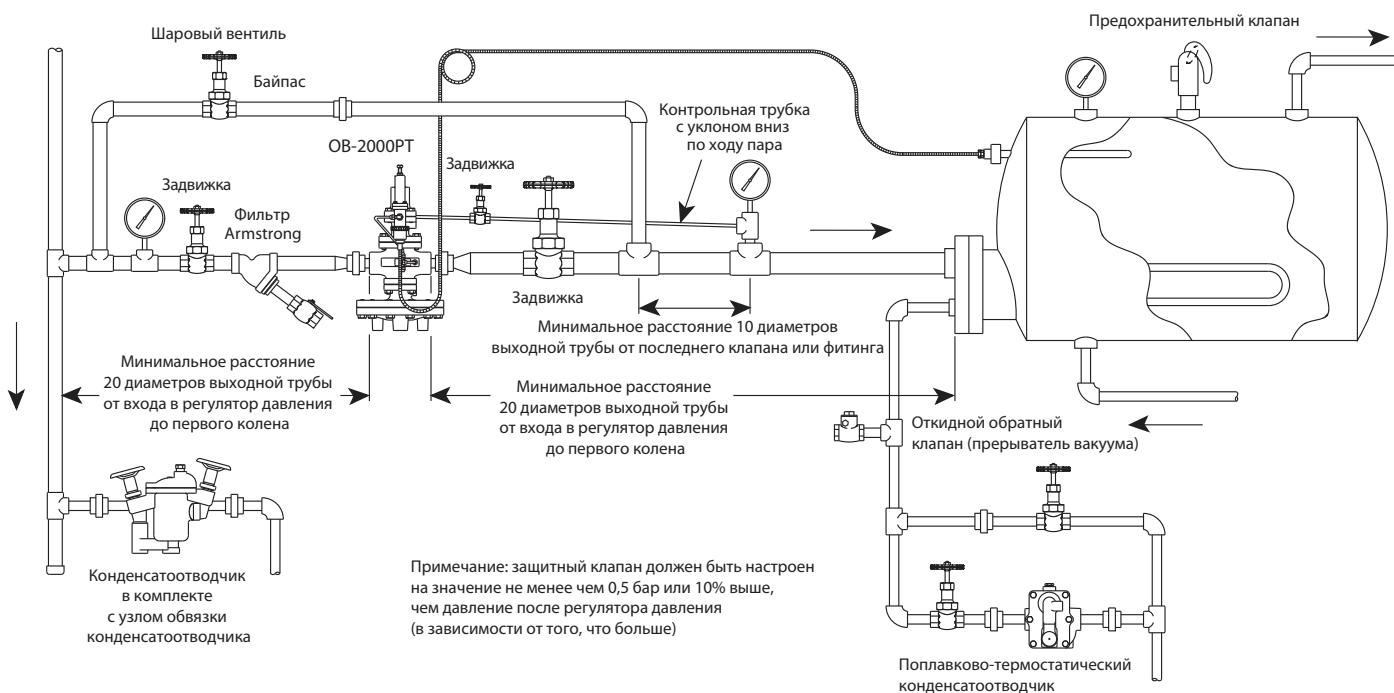 Шаровый вентиль
Байпас
Предохранительный клапан
Контрольная трубка
с уклоном вниз
по ходу пара
OB-2000PT
Задвижка
Задвижка
Фильтр
Armstrong
Задвижка
Минимальное расстояние 10 диаметров
выходной трубы от последнего клапана или фитинга
Минимальное расстояние
20 диаметров выходной трубы
от входа в регулятор давления
до первого колена
Минимальное расстояние
20 диаметров выходной трубы
от входа в регулятор давления
до первого колена
Откидной обратный
клапан (прерыватель вакуума)
Конденсатоотводчик
в комплекте
с узлом обвязки
конденсатоотводчика
Примечание: защитный клапан должен быть настроен
на значение не менее чем 0,5 бар или 10% выше,
чем давление после регулятора давления
(в зависимости от того, что больше)
Поплавково-термостатический
конденсатоотводчик